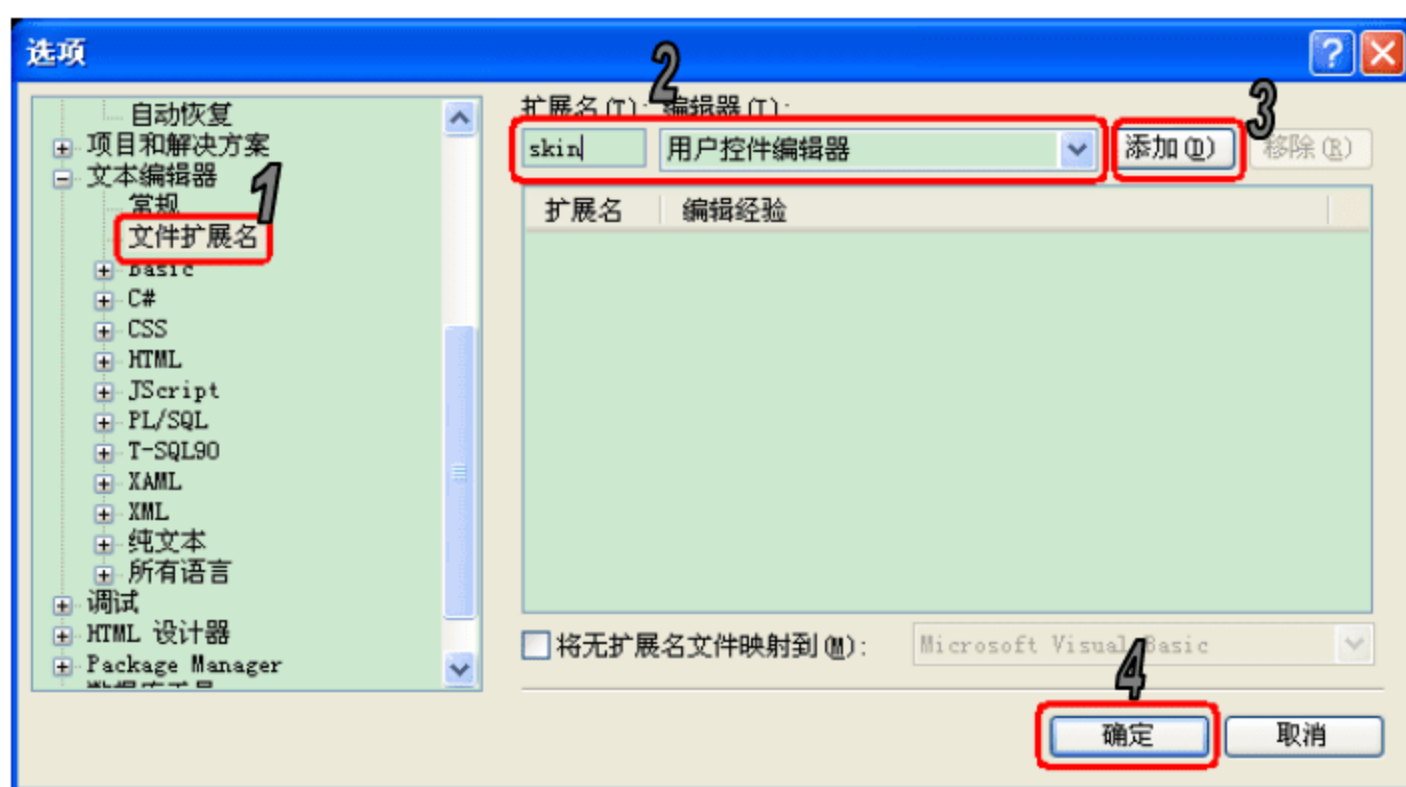 选项
自动恢复
项目和解决方案
文本编辑器
常规
文件扩展名
Basic
C#
CSS
HTML
JScript
PL/SQL
T-SQL90
XAML
XML
纯文本
所有语言
调试
HTML 设计器
Package Manager
1
2
扩展名(T): 编辑器(T):
skin 用户控件编辑器 添加(D) 移除(R)
3
扩展名 编辑经验
将无扩展名文件映射到(M): Microsoft Visual Basic
4
确定 取消